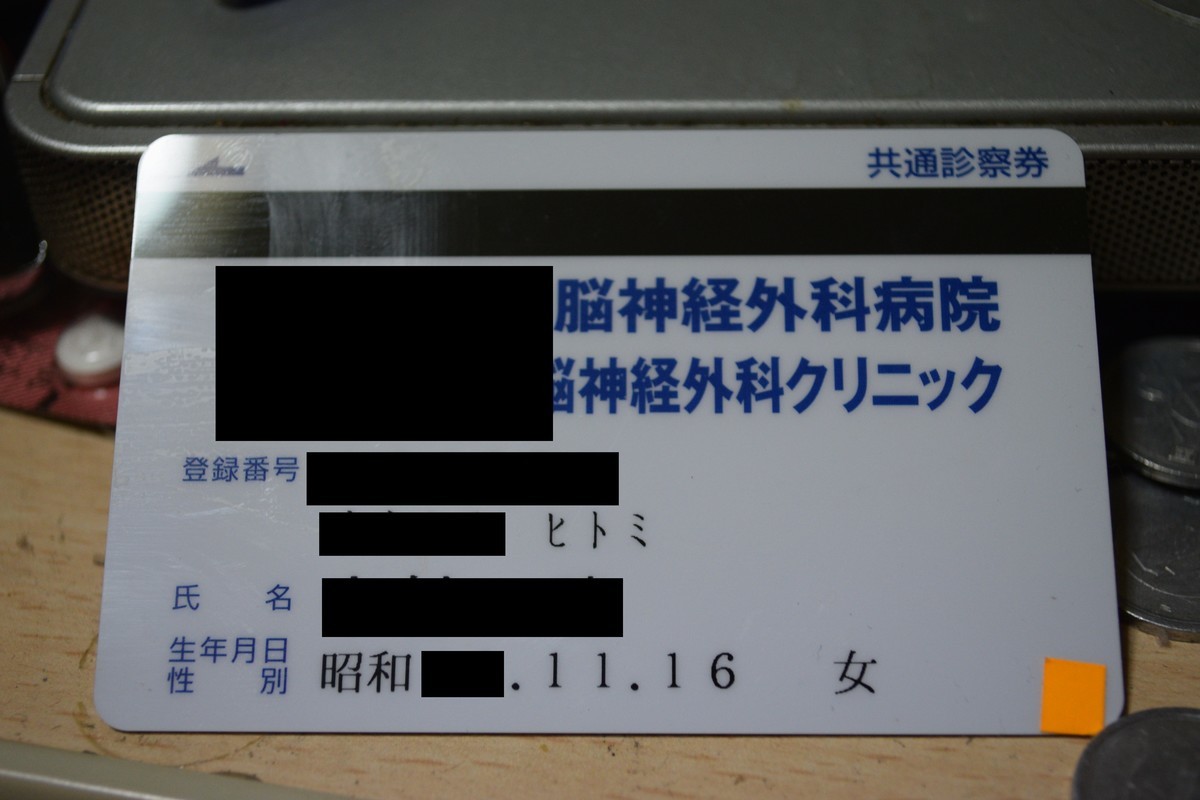 共通診察券
脳神経外科病院
脳神経外科クリニック
登録番号
ヒトミ
氏 名
生年月日
性 別
昭和 .11.16 女